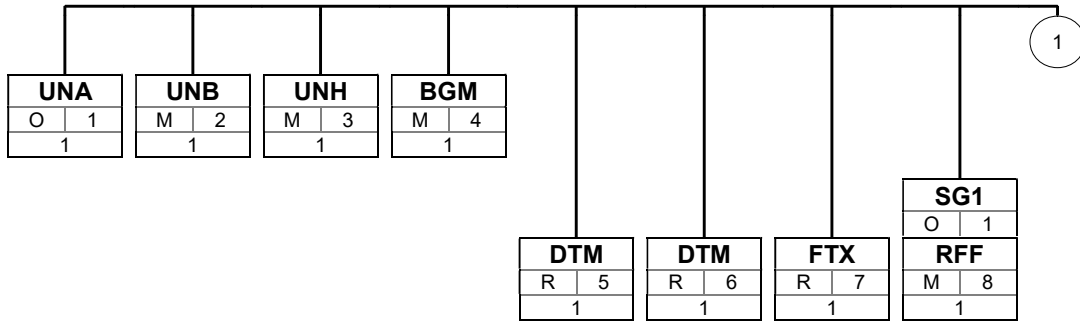 1
UNA
O 1
1
UNB
M 2
1
UNH
M 3
1
BGM
M 4
1
DTM
R 5
1
DTM
R 6
1
FTX
R 7
1
SG1
O 1
RFF
M 8
1